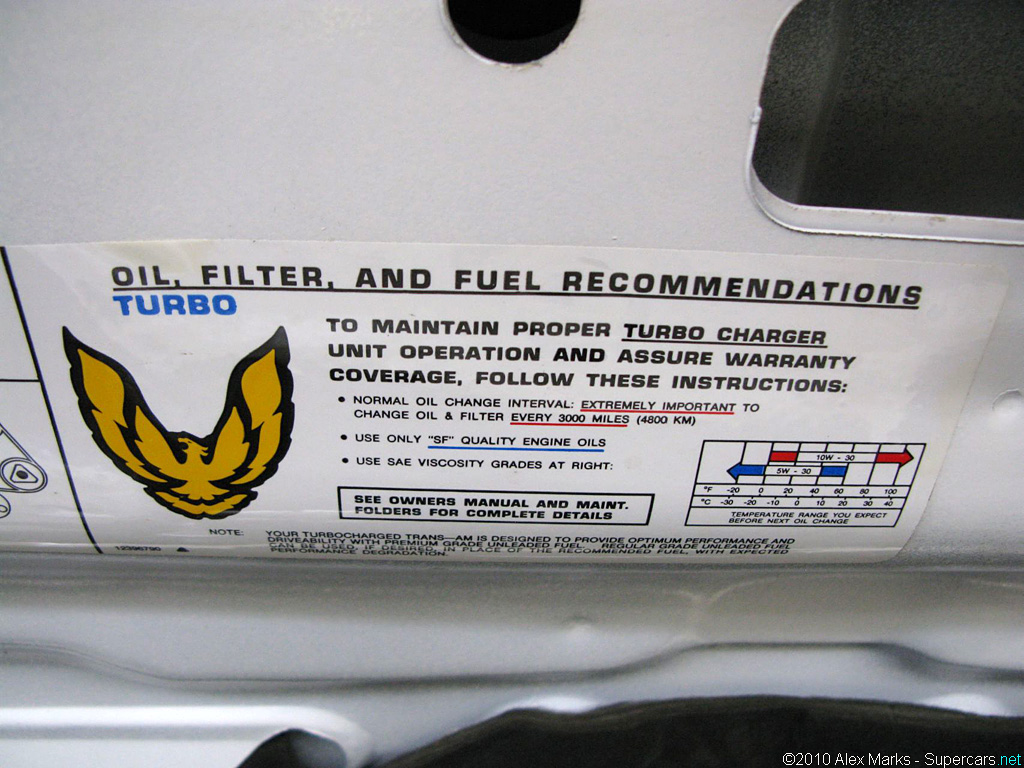 OIL, FILTER, AND FUEL RECOMMENDATIONS
TURBO
TO MAINTAIN PROPER TURBO CHARGER
UNIT OPERATION AND ASSURE WARRANTY
COVERAGE, FOLLOW THESE INSTRUCTIONS:
• NORMAL OIL CHANGE INTERVAL: EXTREMELY IMPORTANT TO
CHANGE OIL & FILTER EVERY 3000 MILES (4800 KM)
• USE ONLY "SF" QUALITY ENGINE OILS
• USE SAE VISCOSITY GRADES AT RIGHT:
SEE OWNERS MANUAL AND MAINT.
FOLDERS FOR COMPLETE DETAILS
10W - 30
5W - 30
°F -20 0 20 40 60 80 100
°C -30 -20 -10 0 10 20 30 40
TEMPERATURE RANGE YOU EXPECT
BEFORE NEXT OIL CHANGE
NOTE: YOUR TURBOCHARGED TRANS-AM IS DESIGNED TO PROVIDE OPTIMUM PERFORMANCE AND
DRIVEABILITY WITH PREMIUM GRADE UNLEADED FUEL. REGULAR GRADE UNLEADED FUEL
CAN BE USED, IF DESIRED, IN PLACE OF THE RECOMMENDED FUEL, WITH EXPECTED
PERFORMANCE DEGRADATION.
©2010 Alex Marks - Supercars.net